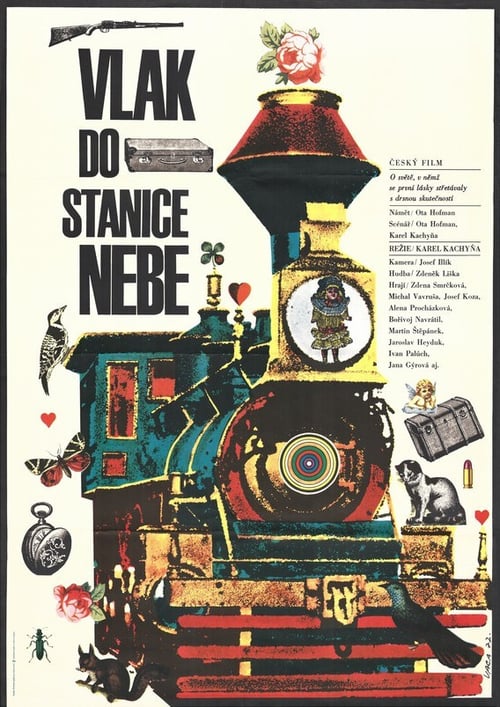 VLAK
DO
STANICE
NEBE
ČESKÝ FILM
O světě, v němž
se první lásky střetávaly
s drsnou skutečností
Námět/ Ota Hofman
Scénář/ Ota Hofman,
Karel Kachyňa
REŽIE/ KAREL KACHYŇA
Kamera/ Josef Illík
Hudba/ Zdeněk Liška
Hrají/ Zdena Smrčková,
Michal Vavruša, Josef Koza,
Alena Procházková,
Bořivoj Navrátil,
Martin Štěpánek,
Jaroslav Heyduk,
Ivan Palúch,
Jana Gýrová aj.